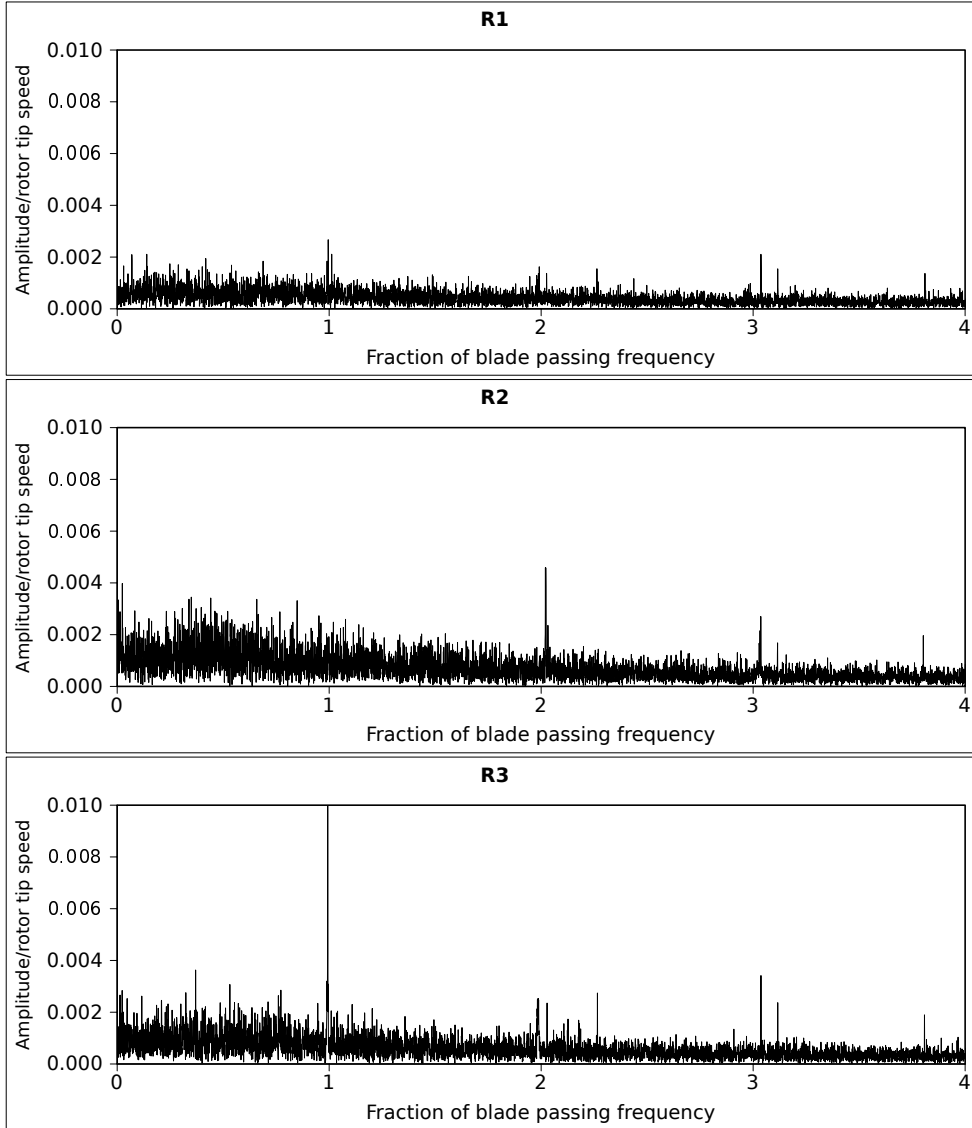 R1
Amplitude/rotor tip speed
0.010
0.008
0.006
0.004
0.002
0.000
0 1 2 3 4
Fraction of blade passing frequency
R2
Amplitude/rotor tip speed
0.010
0.008
0.006
0.004
0.002
0.000
0 1 2 3 4
Fraction of blade passing frequency
R3
Amplitude/rotor tip speed
0.010
0.008
0.006
0.004
0.002
0.000
0 1 2 3 4
Fraction of blade passing frequency